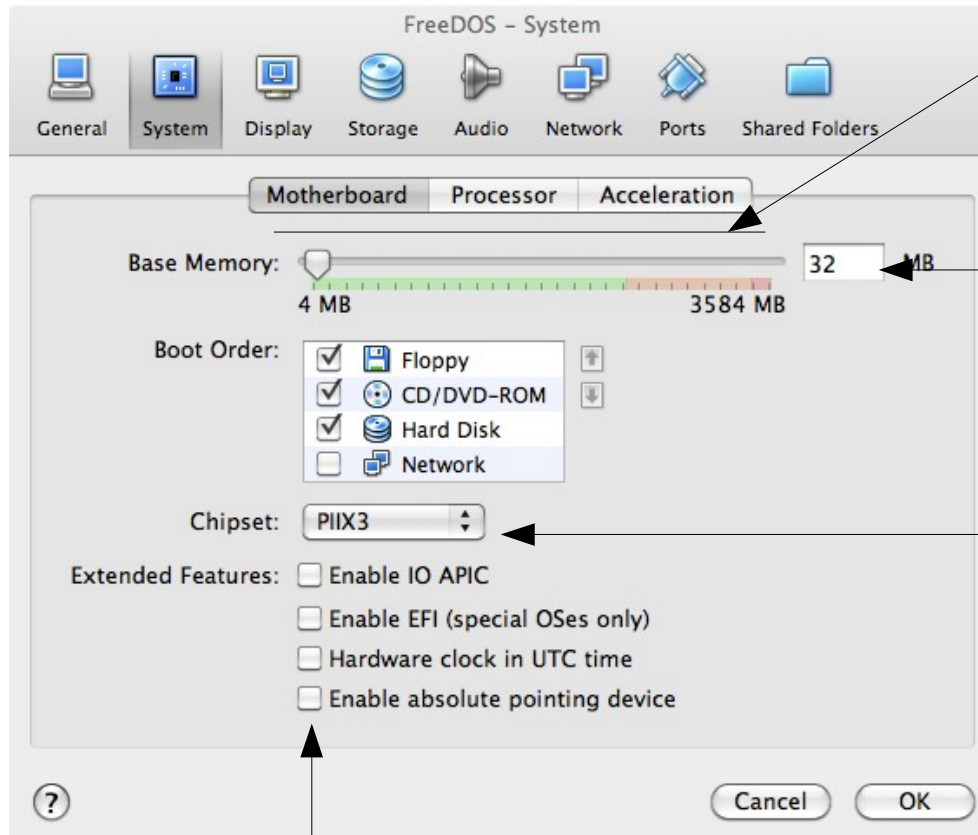 FreeDOS – System
General System Display Storage Audio Network Ports Shared Folders
Motherboard Processor Acceleration
Base Memory: 32 MB
4 MB 3584 MB
Boot Order: Floppy
CD/DVD-ROM
Hard Disk
Network
Chipset: PIIX3
Extended Features: Enable IO APIC
Enable EFI (special OSes only)
Hardware clock in UTC time
Enable absolute pointing device
? Cancel OK